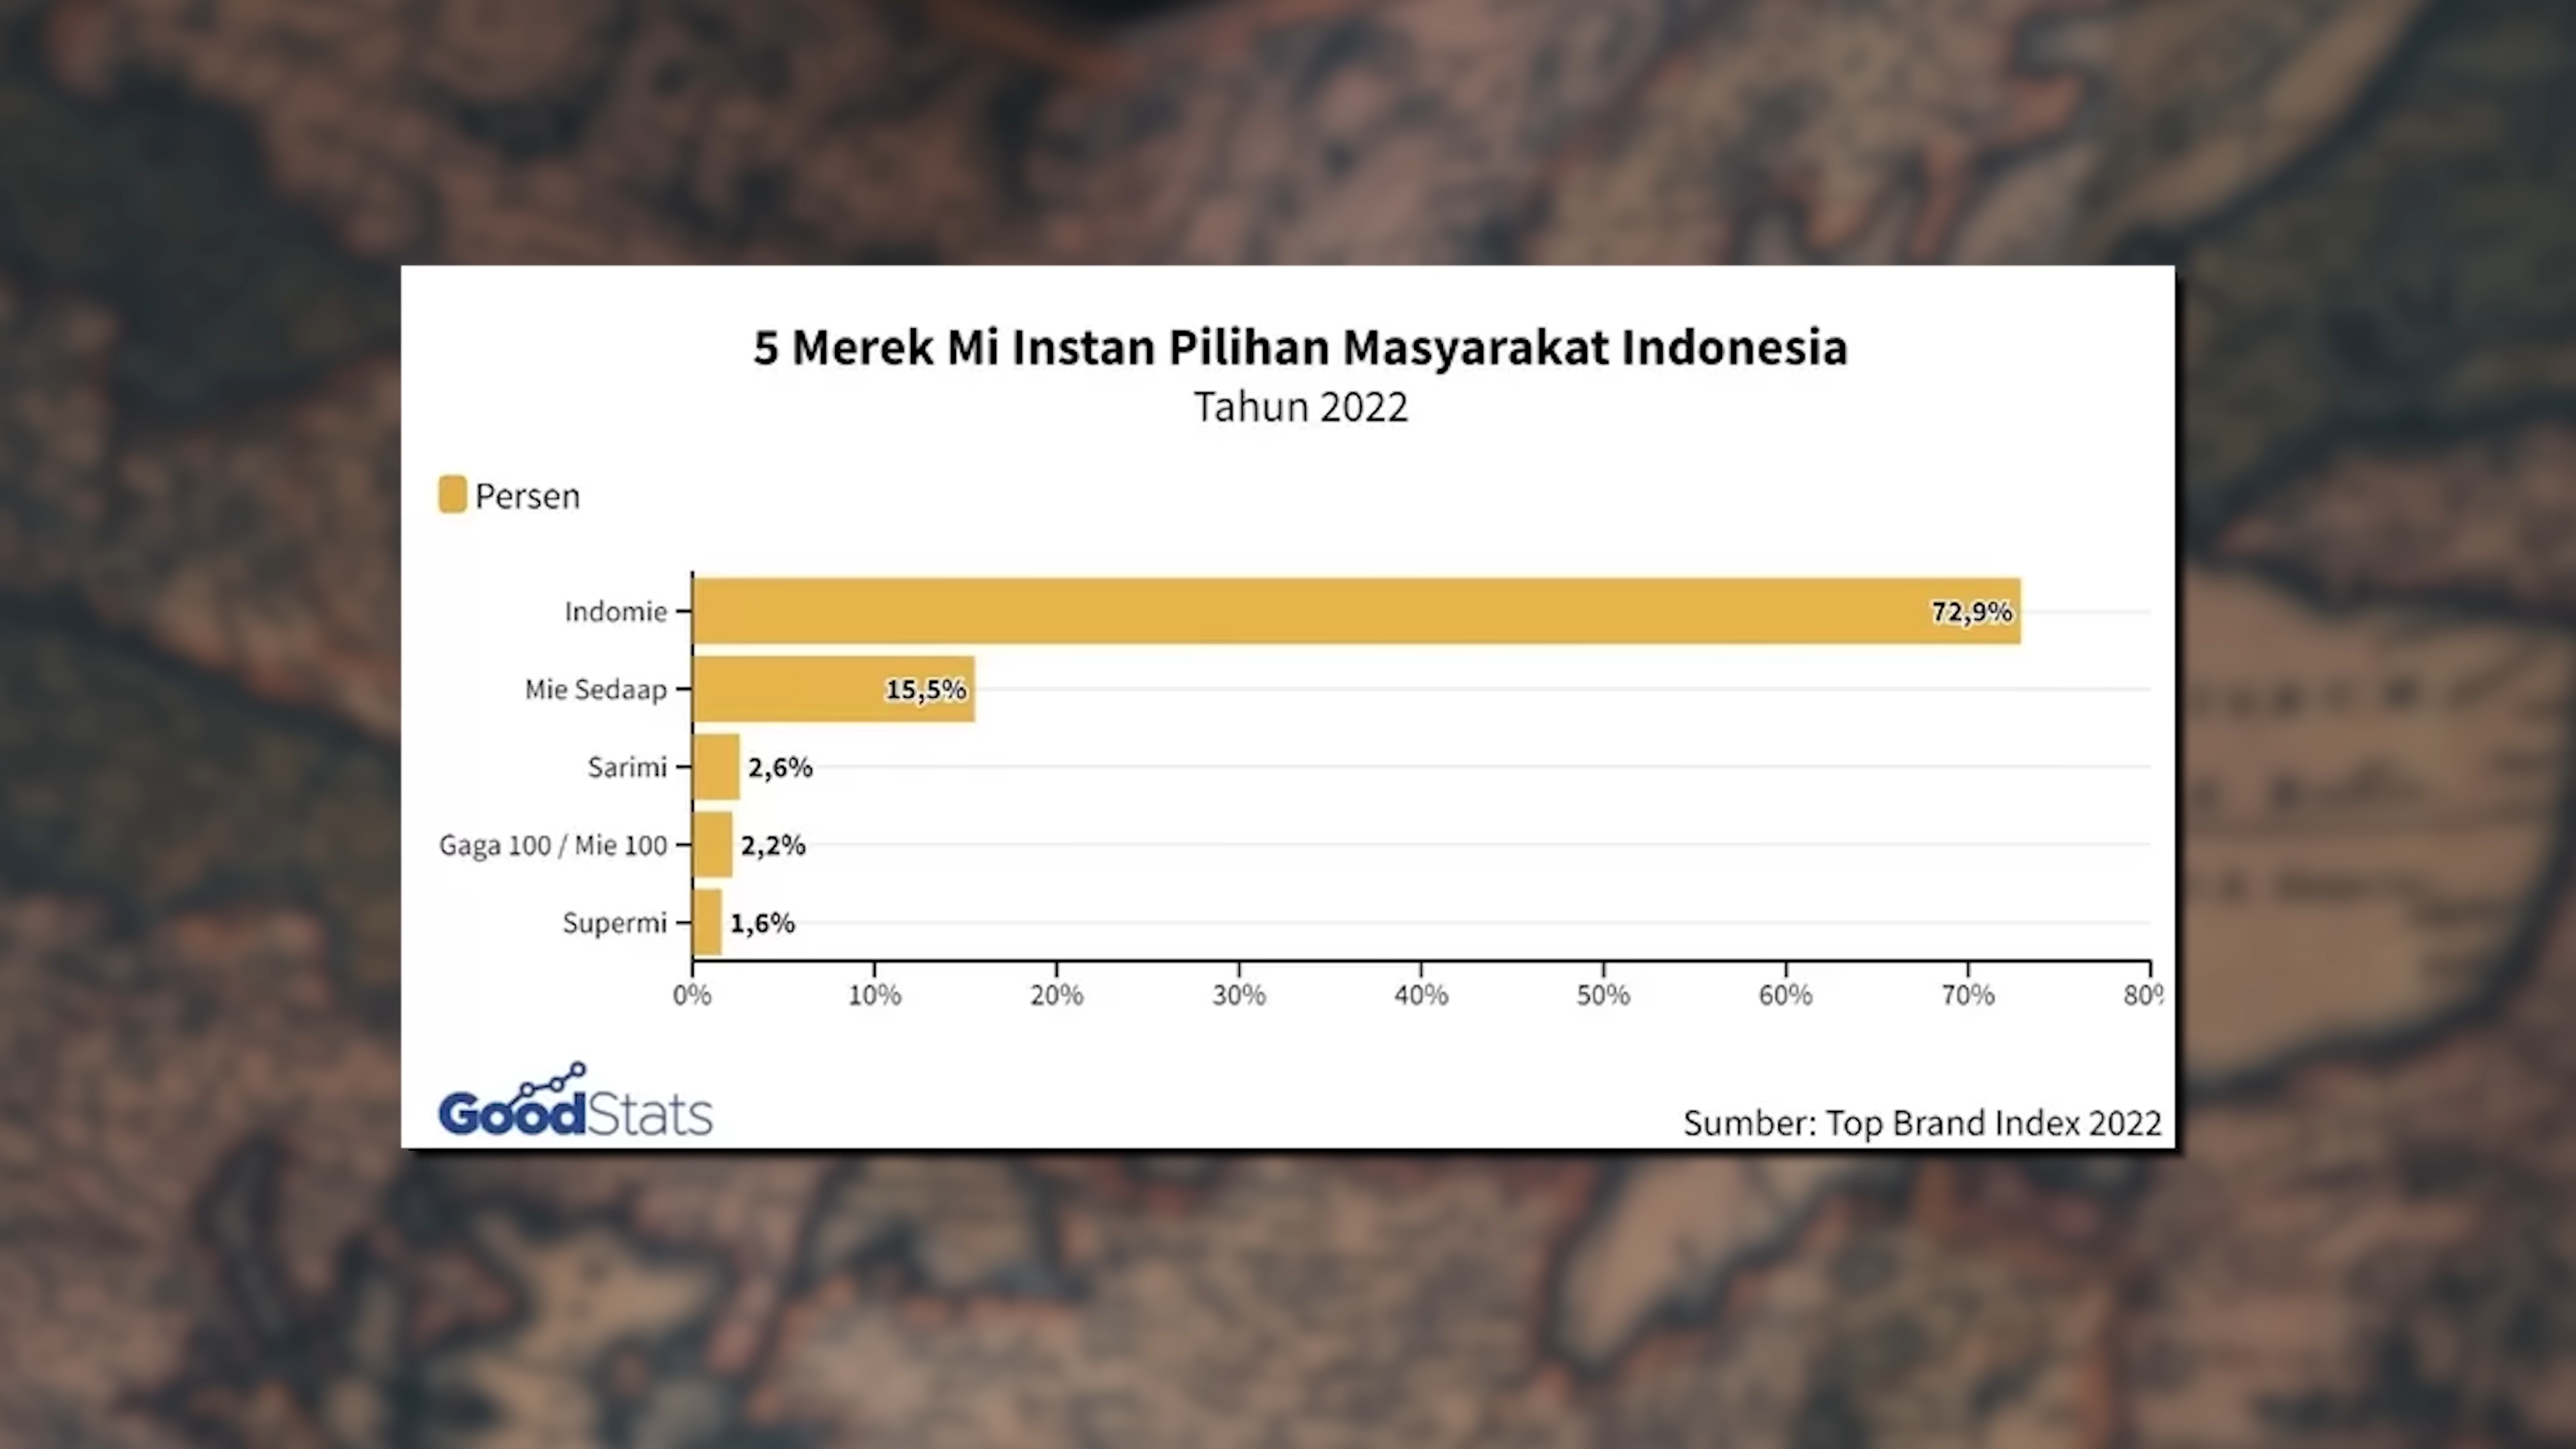 5 Merek Mi Instan Pilihan Masyarakat Indonesia
Tahun 2022
Persen
Indomie 72,9%
Mie Sedaap 15,5%
Sarimi 2,6%
Gaga 100 / Mie 100 2,2%
Supermi 1,6%
0% 10% 20% 30% 40% 50% 60% 70% 80%
GoodStats
Sumber: Top Brand Index 2022